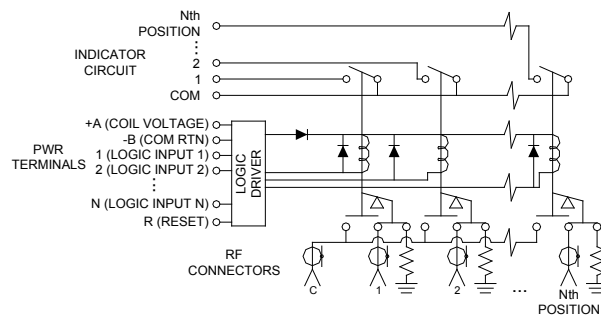 Nth
POSITION
⋮
INDICATOR
CIRCUIT
2
1
COM
PWR
TERMINALS
+A (COIL VOLTAGE)
-B (COM RTN)
1 (LOGIC INPUT 1)
2 (LOGIC INPUT 2)
⋮
N (LOGIC INPUT N)
R (RESET)
LOGIC
DRIVER
RF
CONNECTORS
C
1
2
...
Nth
POSITION